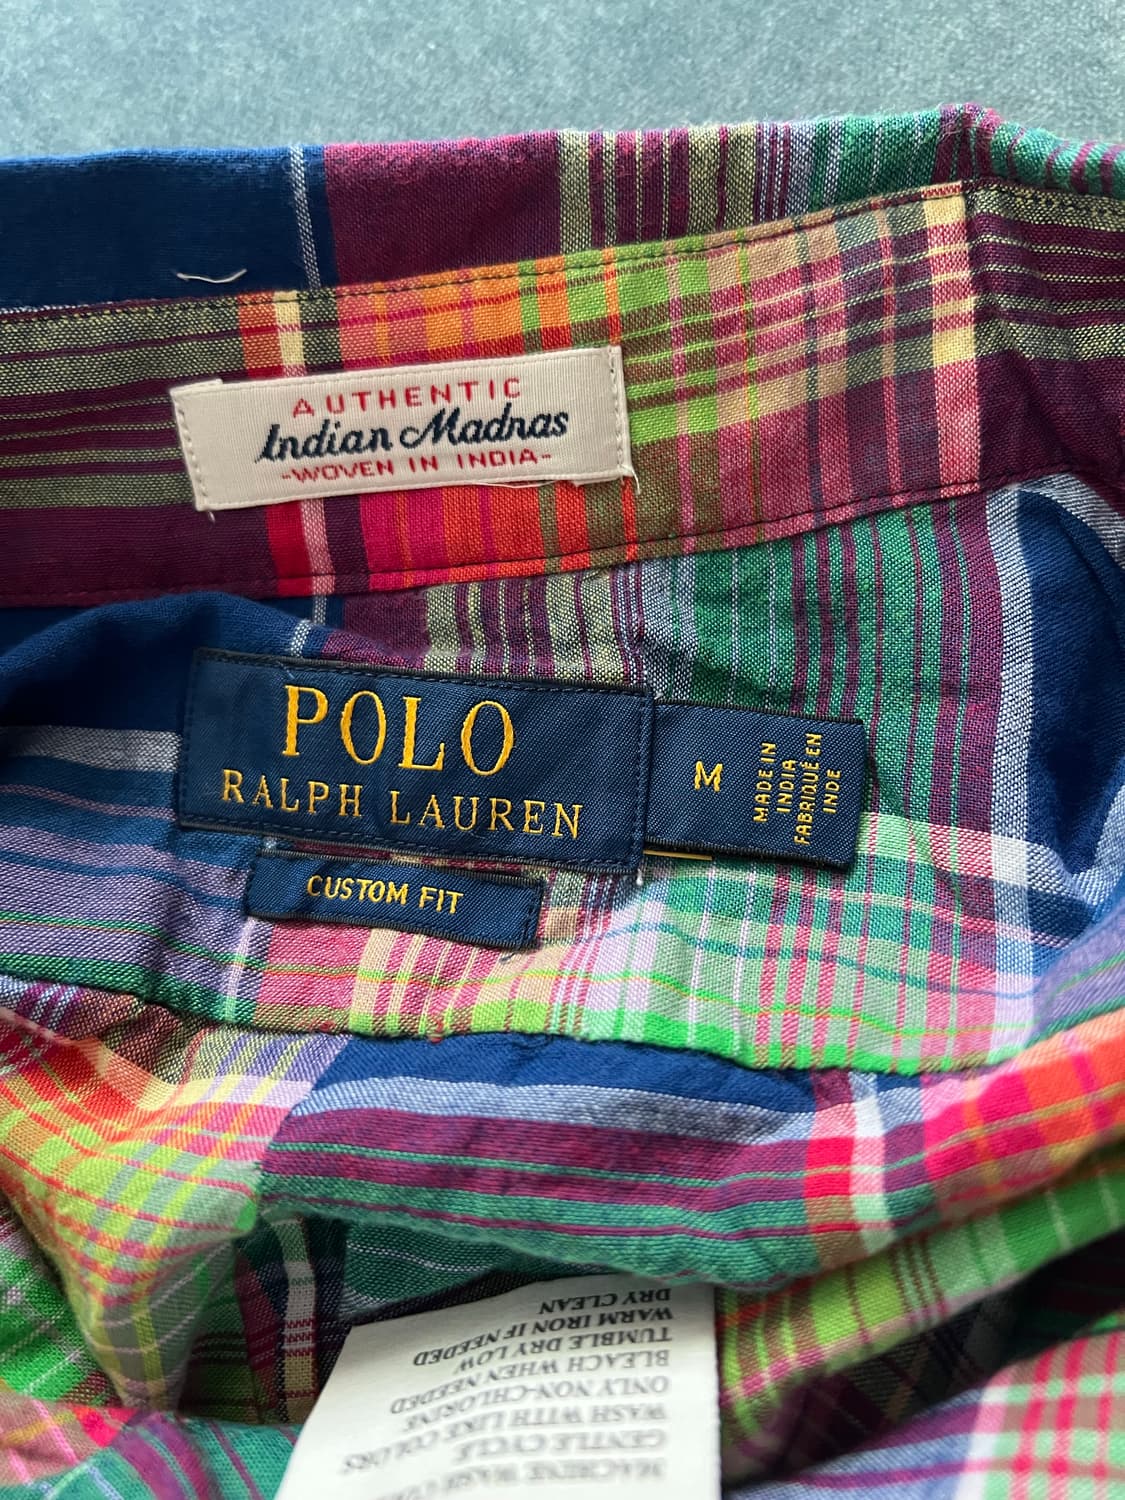 AUTHENTIC
Indian Madras
-WOVEN IN INDIA-
POLO
RALPH LAUREN
M
MADE IN
INDIA
FABRIQUÉ EN
INDE
CUSTOM FIT
MACHINE WASH
GENTLE CYCLE
WASH WITH LIKE COLORS
ONLY NON-CHLORINE
BLEACH WHEN NEEDED
TUMBLE DRY LOW
WARM IRON IF NEEDED
DRY CLEAN